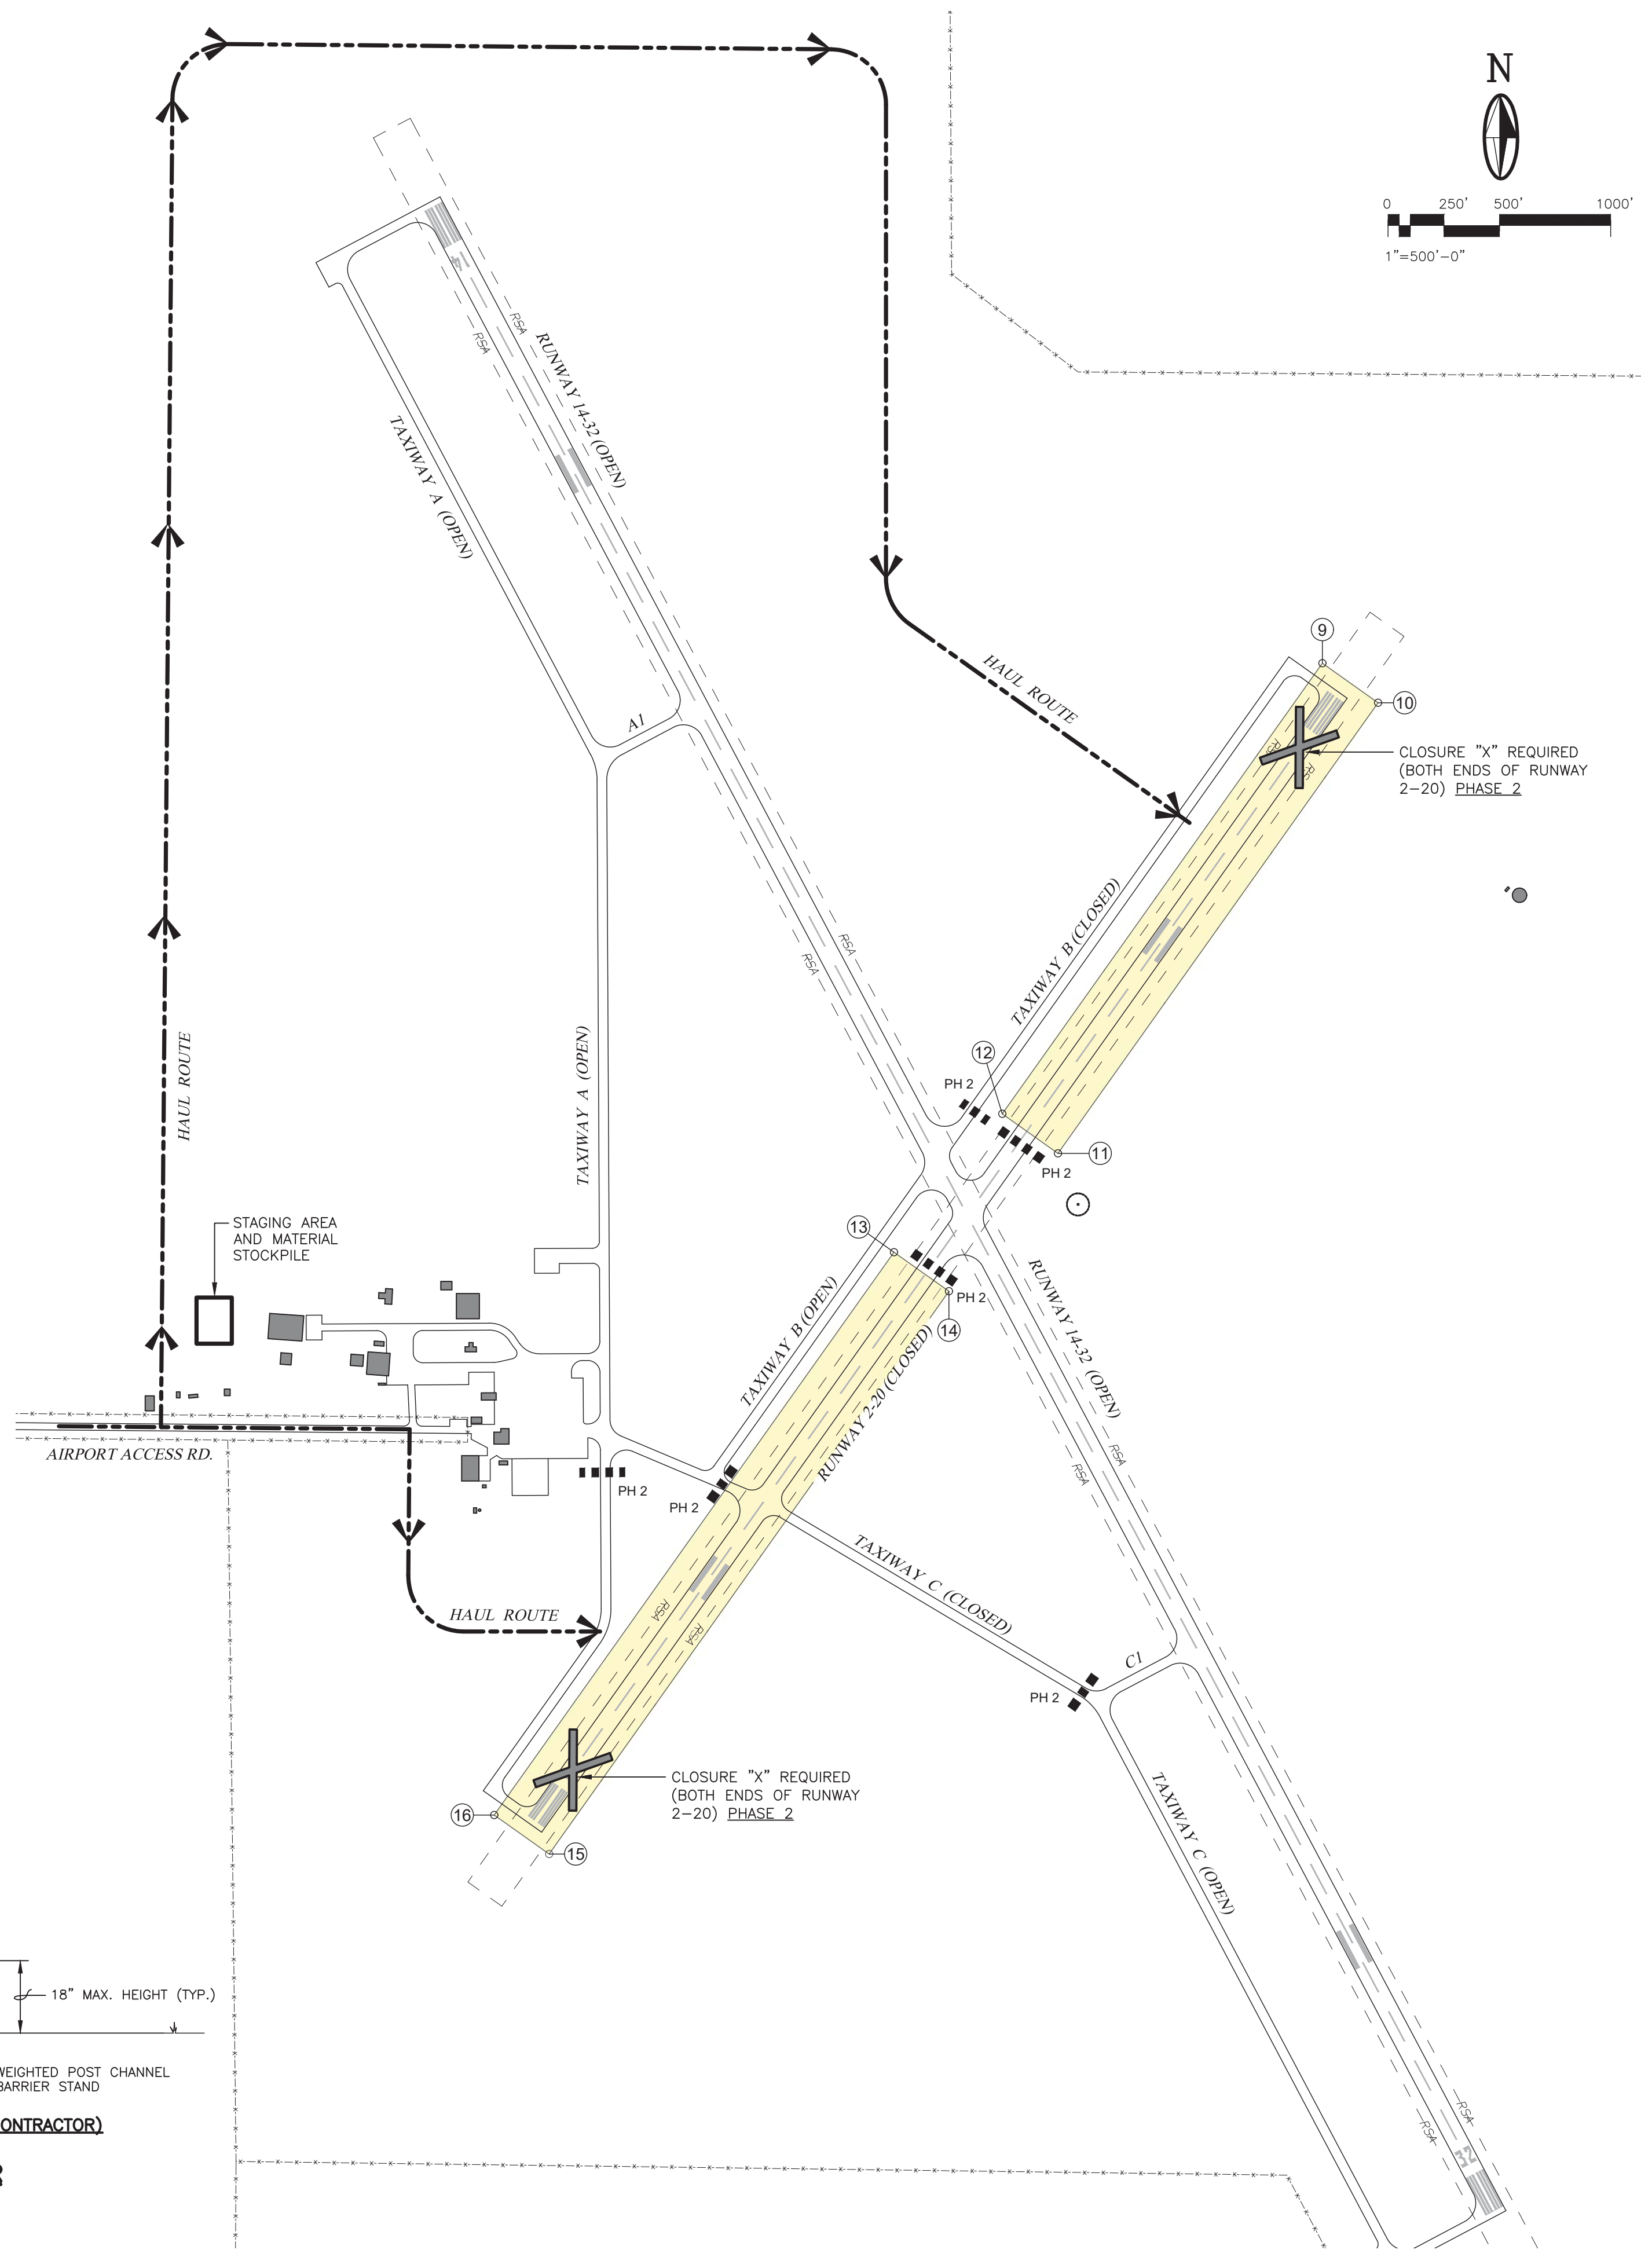 N
0 250' 500' 1000'
1"=500'-0"
14
RSA
RSA
RUNWAY 14-32 (OPEN)
TAXIWAY A (OPEN)
A1
HAUL ROUTE
9
10
CLOSURE "X" REQUIRED
(BOTH ENDS OF RUNWAY
2-20) PHASE 2
RSA
RSA
TAXIWAY B (CLOSED)
RSA
RSA
HAUL ROUTE
TAXIWAY A (OPEN)
12
PH 2
11
PH 2
STAGING AREA
AND MATERIAL
STOCKPILE
13
PH 2
14
RUNWAY 14-32 (OPEN)
TAXIWAY B (OPEN)
RUNWAY 2-20 (CLOSED)
AIRPORT ACCESS RD.
PH 2
PH 2
RSA
RSA
TAXIWAY C (CLOSED)
HAUL ROUTE
RSA
RSA
C1
PH 2
CLOSURE "X" REQUIRED
(BOTH ENDS OF RUNWAY
2-20) PHASE 2
16
15
TAXIWAY C (OPEN)
18" MAX. HEIGHT (TYP.)
WEIGHTED POST CHANNEL
BARRIER STAND
ONTRACTOR)
RSA
RSA
32